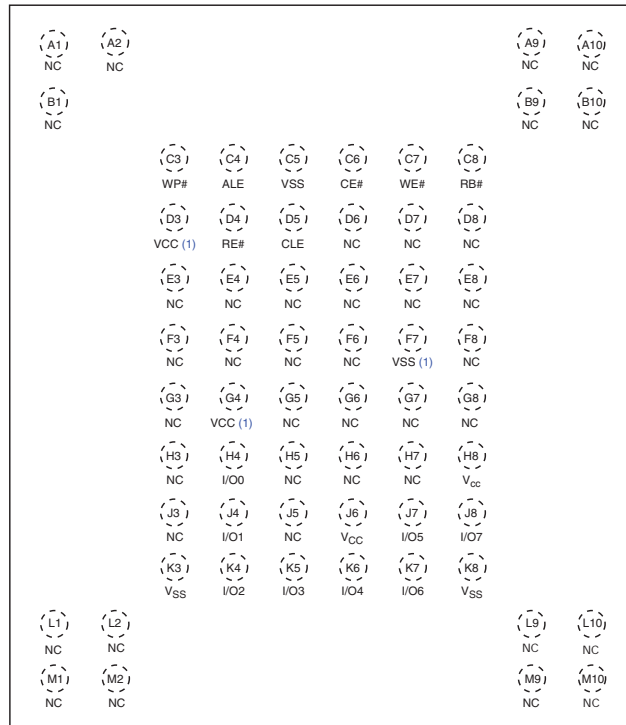 A1 A2 A9 A10
NC NC NC NC
B1 B9 B10
NC NC NC
C3 C4 C5 C6 C7 C8
WP# ALE VSS CE# WE# RB#
D3 D4 D5 D6 D7 D8
VCC (1) RE# CLE NC NC NC
E3 E4 E5 E6 E7 E8
NC NC NC NC NC NC
F3 F4 F5 F6 F7 F8
NC NC NC NC VSS (1) NC
G3 G4 G5 G6 G7 G8
NC VCC (1) NC NC NC NC
H3 H4 H5 H6 H7 H8
NC I/O0 NC NC NC Vcc
J3 J4 J5 J6 J7 J8
NC I/O1 NC VCC I/O5 I/O7
K3 K4 K5 K6 K7 K8
VSS I/O2 I/O3 I/O4 I/O6 VSS
L1 L2 L9 L10
NC NC NC NC
M1 M2 M9 M10
NC NC NC NC